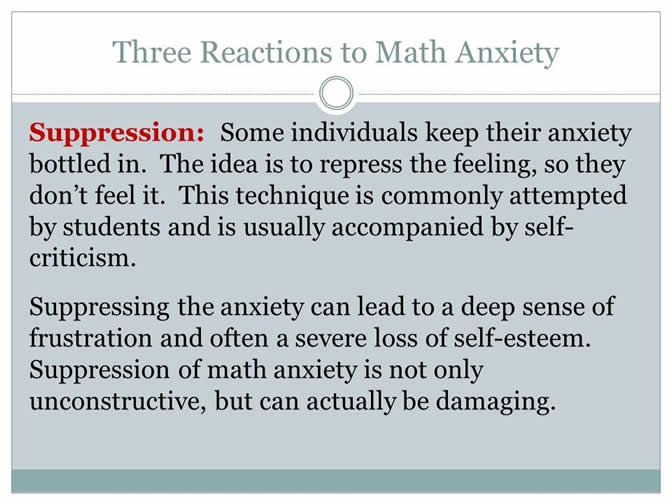 Three Reactions to Math Anxiety
Suppression:  Some individuals keep their anxiety
bottled in.  The idea is to repress the feeling, so they
don’t feel it.  This technique is commonly attempted
by students and is usually accompanied by self-
criticism.
Suppressing the anxiety can lead to a deep sense of
frustration and often a severe loss of self-esteem.
Suppression of math anxiety is not only
unconstructive, but can actually be damaging.